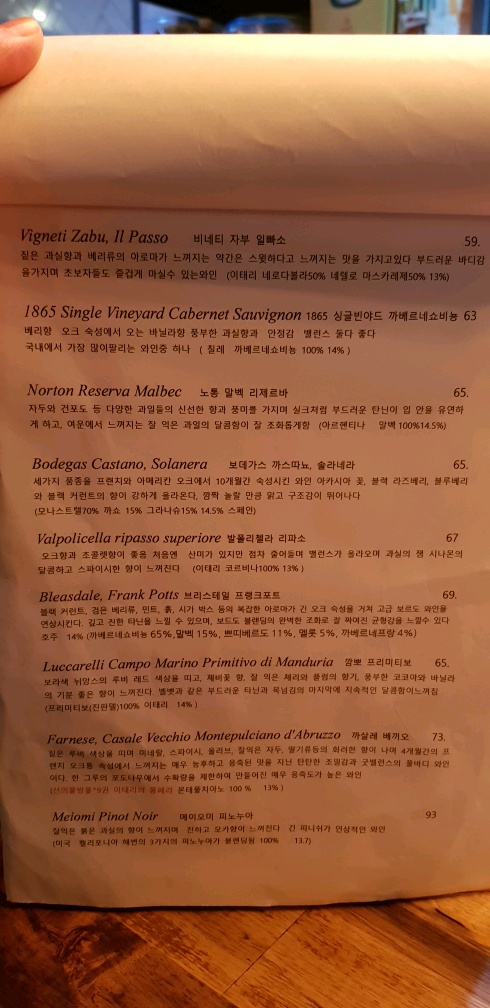 Vigneti Zabu, Il Passo 비네티 자부 일빠소 59.
짙은 과실향과 베리류의 아로마가 느껴지는 약간은 스윗하다고 느껴지는 맛을 가지고있다 부드러운 바디감
을가지며 초보자들도 즐겁게 마실수 있는와인 (이태리 네로다볼라50% 네렐로 마스카레제50% 13%)
1865 Single Vineyard Cabernet Sauvignon 1865 싱글빈야드 까베르네쇼비뇽 63
베리향 오크 숙성에서 오는 바닐라향 풍부한 과실향과 안정감 밸런스 둘다 좋다
국내에서 가장 많이팔리는 와인중 하나 ( 칠레 까베르네쇼비뇽 100% 14% )
Norton Reserva Malbec 노통 말벡 리제르바 65.
자두와 건포도 등 다양한 과일들의 신선한 향과 풍미를 가지며 실크처럼 부드러운 탄닌이 입 안을 유연하
게 하고, 여운에서 느껴지는 잘 익은 과일의 달콤함이 잘 조화롭게함 (아르헨티나 말벡 100%14.5%)
Bodegas Castano, Solanera 보데가스 까스따뇨, 솔라네라 65.
세가지 품종을 프랜치와 아메리칸 오크에서 10개월간 숙성시킨 와인 아카시아 꽃, 블랙 라즈베리, 블루베리
와 블랙 커런트의 향이 강하게 올라온다, 깜짝 놀랄 만큼 맑고 구조감이 뛰어나다
(모나스트렐70% 까쇼 15% 그라나슈15% 14.5% 스페인)
Valpolicella ripasso superiore 발폴리첼라 리파소 67
오크향과 조콜렛향이 좋음 처음엔 산미가 있지만 점차 줄어들며 밸런스가 올라오며 과실의 잼 시나몬의
달콤하고 스파이시한 향이 느껴진다 (이태리 코르비나100% 13% )
Bleasdale, Frank Potts 브리스데일 프랭크포트 69.
블랙 커런트, 검은 베리류, 민트, 흙, 시가 박스 등의 복잡한 아로마가 긴 오크 숙성을 거쳐 고급 보르도 와인을
연상시킨다. 길고 진한 타닌을 느낄 수 있으며, 보드도 블랜딩의 완벽한 조화로 잘 짜여진 균형감을 느낄수 있다
호주 14% (까베르네쇼비뇽 65%,말벡 15%, 쁘띠베르도 11%, 멜롯 5%, 까베르네프랑 4%)
Luccarelli Campo Marino Primitivo di Manduria 깜뽀 프리미티보 65.
보라색 뉘앙스의 루비 레드 색상을 띠고, 제비꽃 향, 잘 익은 체리와 플럼의 향기, 풍부한 코코아와 바닐라
의 기분 좋은 향이 느껴진다. 벨벳과 같은 부드러운 타닌과 목넘김의 마지막에 지속적인 달콤함이느껴짐
(프리미티보(진판델)100% 이태리 14% )
Farnese, Casale Vecchio Montepulciano d'Abruzzo 까살레 베끼오 73.
짙은 루비 색상을 띠며 미네랄, 스파이시, 올리브, 잘익은 자두, 딸기류등의 화려한 향이 나며 4개월간의 프
렌치 오크통 속성에서 느껴지는 매우 농후하고 응축된 맛을 지닌 탄탄한 조밀감과 굿밸런스의 풀바디 와인
이다. 한 그루의 포도나무에서 수확량을 제한하여 만들어진 매우 응축도가 높은 와인
(신의물방울*9권 이태리의 몽페라 몬테풀치아노 100 % 13% )
Meiomi Pinot Noir 메이오미 피노누아 93
잘익은 붉은 과실의 향이 느껴지며 진하고 모카향이 느껴진다 긴 피니쉬가 인상적인 와인
(미국 캘리포니아 해변의 3가지의 피노누아가 블랜딩됨 100% 13.7)